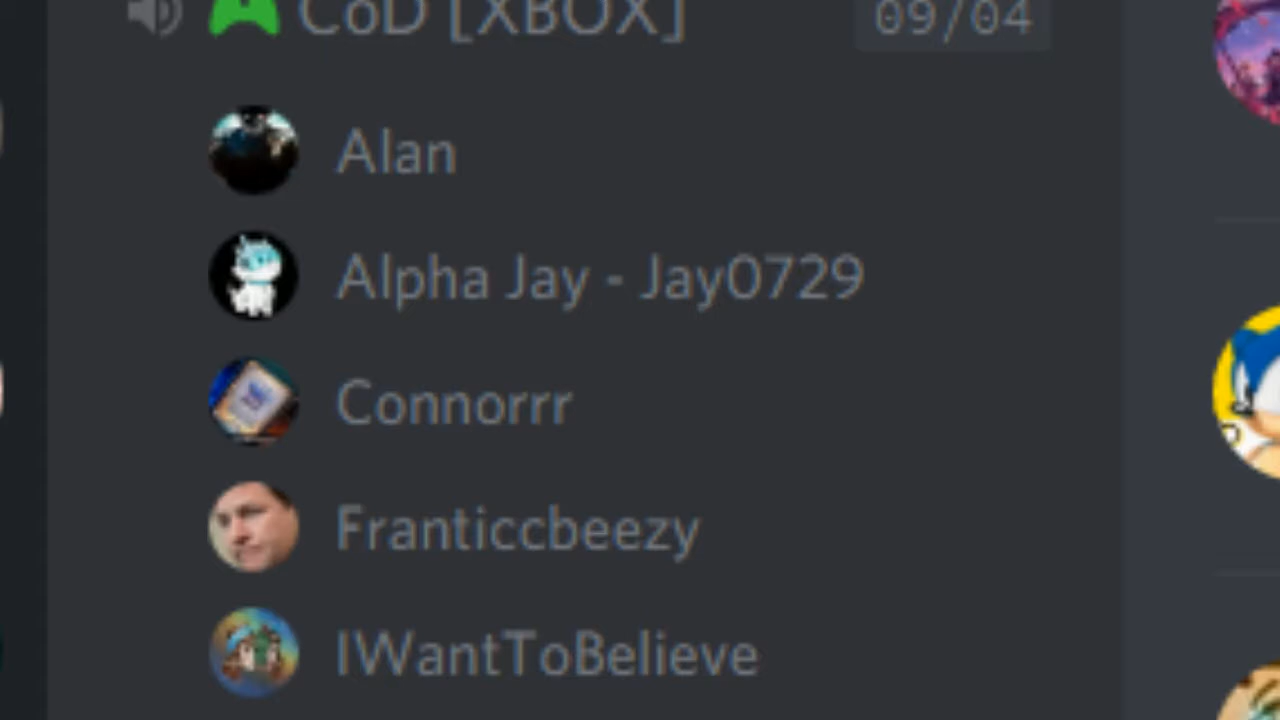 CoD [XBOX] 09/04
Alan
Alpha Jay - Jay0729
Connorrr
Franticcbeezy
IWantToBelieve